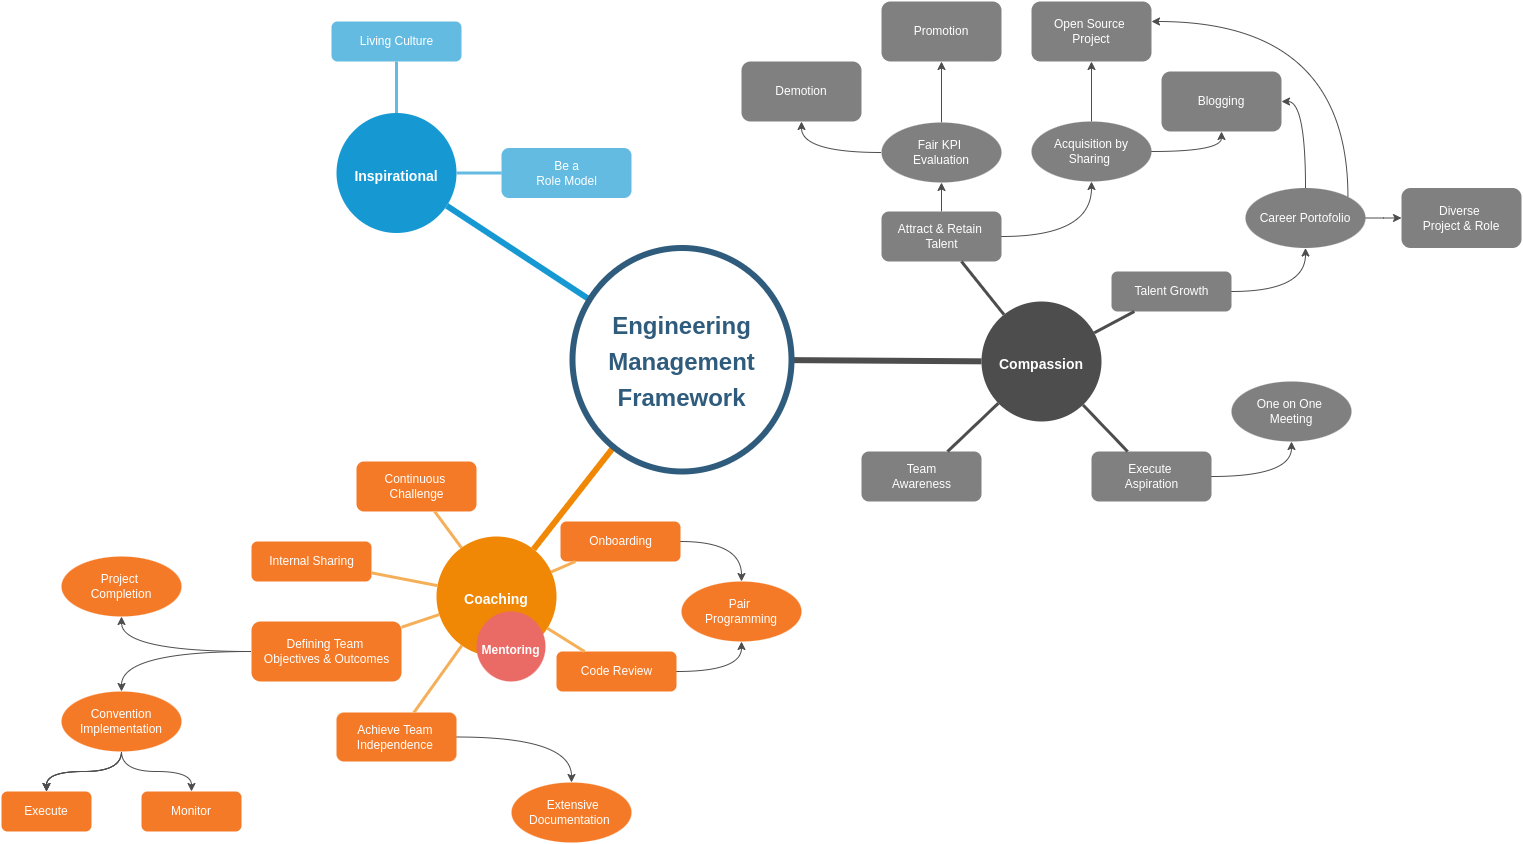 Living Culture
Inspirational
Be a
Role Model
Engineering
Management
Framework
Promotion
Open Source
Project
Demotion
Blogging
Fair KPI
Evaluation
Acquisition by
Sharing
Attract & Retain
Talent
Career Portofolio
Diverse
Project & Role
Talent Growth
Compassion
One on One
Meeting
Team
Awareness
Execute
Aspiration
Continuous
Challenge
Internal Sharing
Onboarding
Coaching
Mentoring
Project
Completion
Pair
Programming
Defining Team
Objectives & Outcomes
Code Review
Convention
Implementation
Achieve Team
Independence
Execute
Monitor
Extensive
Documentation